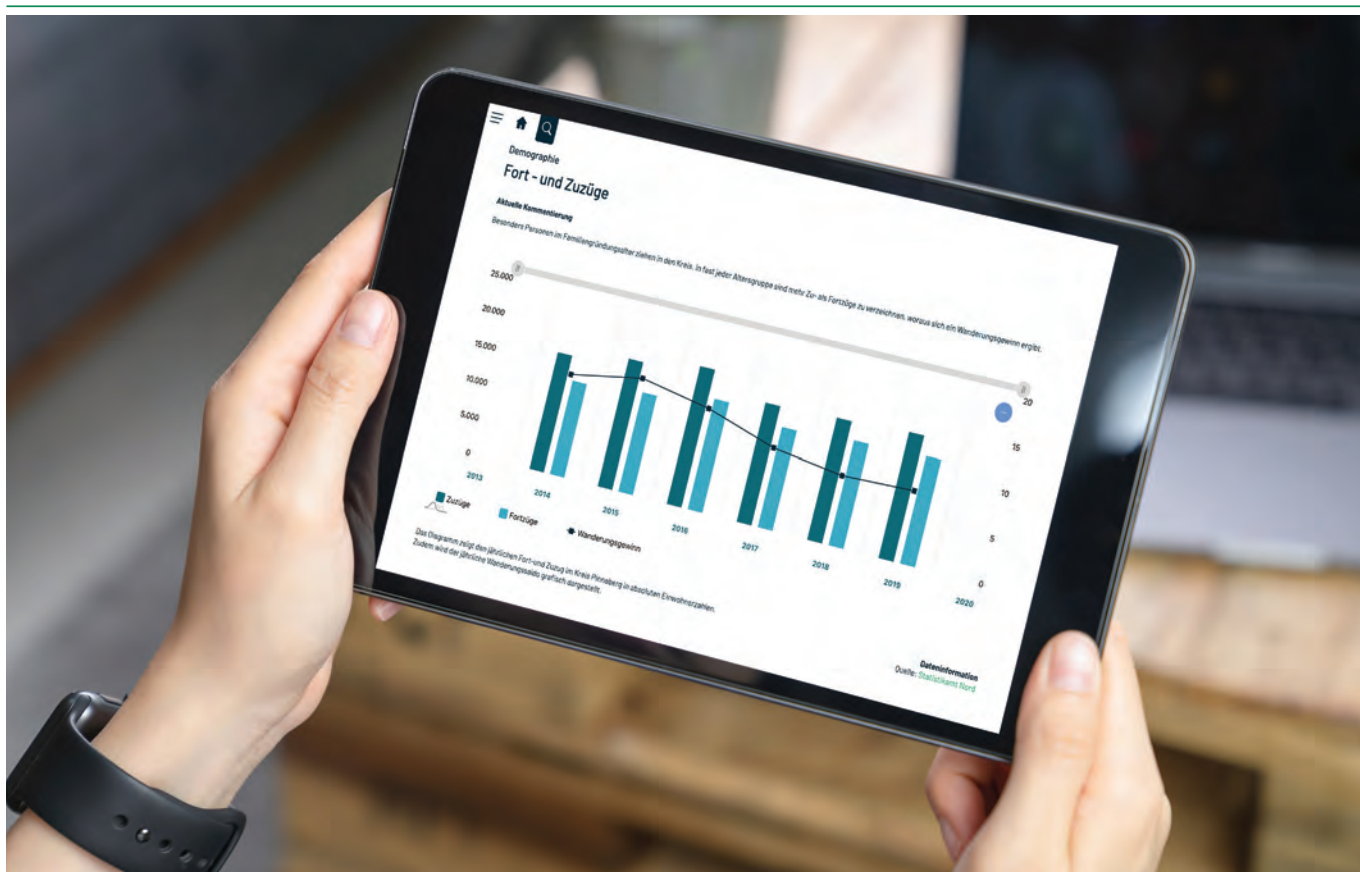 Demographie
Fort - und Zuzüge
Aktuelle Kommentierung
Besonders Personen im Familiengründungsalter ziehen in den Kreis. In fast jeder Altersgruppe sind mehr Zu- als Fortzüge zu verzeichnen, woraus sich ein Wanderungsgewinn ergibt.
25.000
20.000
15.000
10.000
5.000
0
20
15
10
5
0
2013
2014
2015
2016
2017
2018
2019
2020
Zuzüge
Fortzüge
Wanderungsgewinn
Das Diagramm zeigt den jährlichen Fort-und Zuzug im Kreis Pinneberg in absoluten Einwohnerzahlen.
Zudem wird der jährliche Wanderungssaldo grafisch dargestellt.
Dateninformation
Quelle: Statistikamt Nord